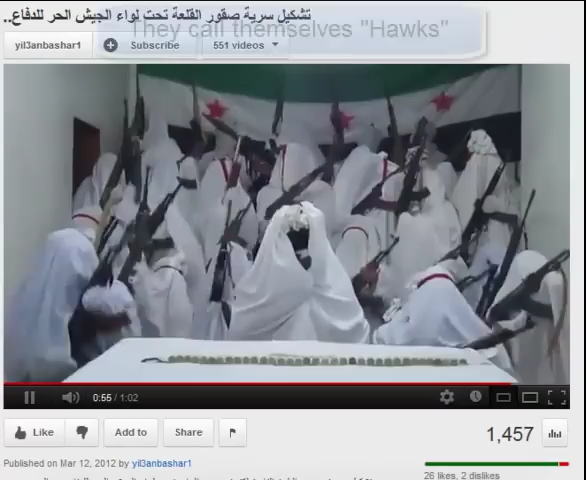 تشكيل سرية صقور القلعة تحت لواء الجيش الحر للدفاع..
They call themselves "Hawks"
yil3anbashar1 Subscribe 551 videos
0:55 / 1:02
Like Add to Share 1,457
Published on Mar 12, 2012 by yil3anbashar1
26 likes, 2 dislikes